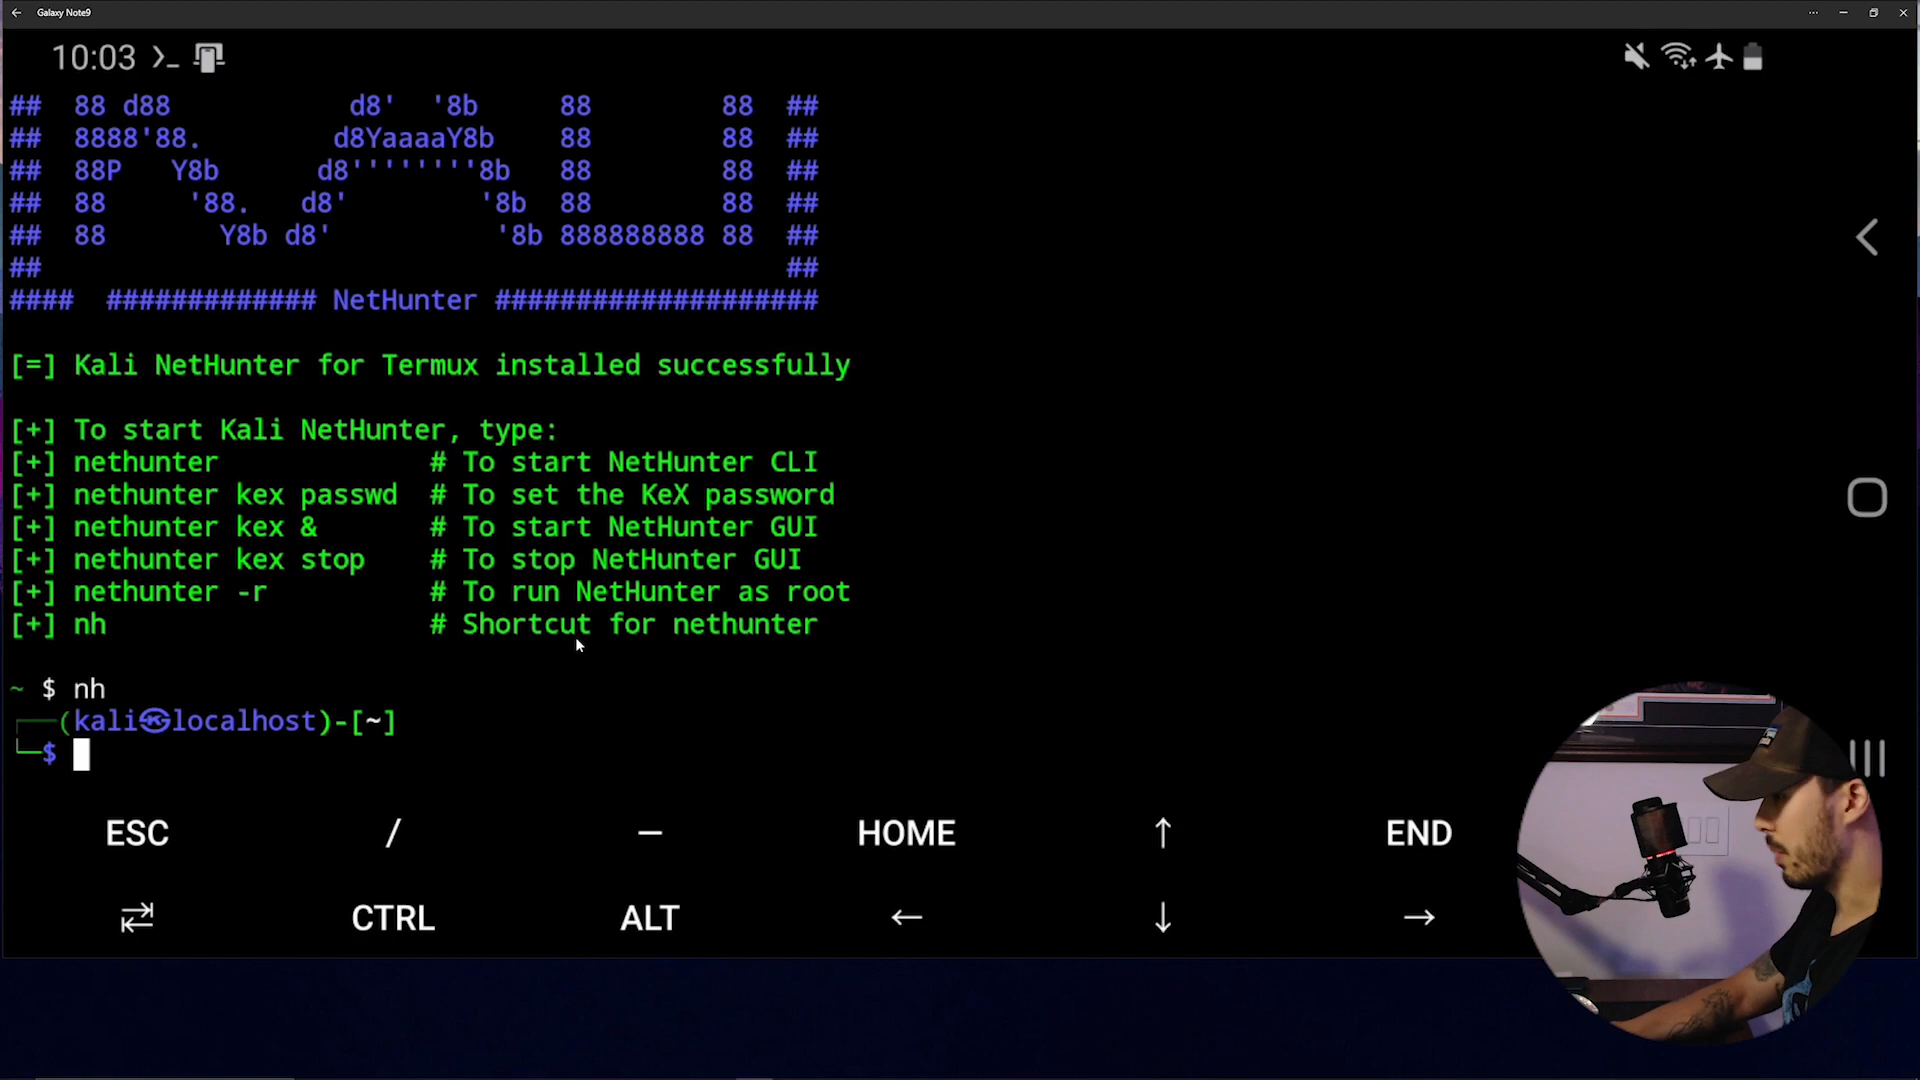 Galaxy Note9
10:03
##  88 d88           d8'  '8b     88        88  ##
##  8888'88.        d8YaaaaY8b    88        88  ##
##  88P   Y8b      d8''''''''8b   88        88  ##
##  88     '88.   d8'        '8b  88        88  ##
##  88       Y8b d8'          '8b 888888888 88  ##
##                                              ##
####  ############# NetHunter ####################
[=] Kali NetHunter for Termux installed successfully
[+] To start Kali NetHunter, type:
[+] nethunter             # To start NetHunter CLI
[+] nethunter kex passwd  # To set the KeX password
[+] nethunter kex &       # To start NetHunter GUI
[+] nethunter kex stop    # To stop NetHunter GUI
[+] nethunter -r          # To run NetHunter as root
[+] nh                    # Shortcut for nethunter
~ $ nh
┌──(kali㉿localhost)-[~]
└─$
ESC / – HOME ↑ END
CTRL ALT ← ↓ →